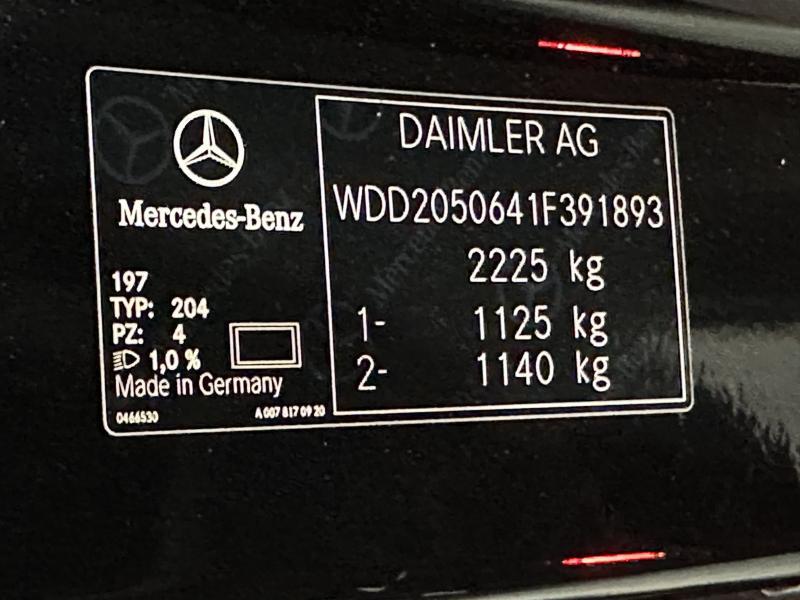 Mercedes-Benz
197
TYP: 204
PZ: 4
1,0 %
Made in Germany
0466530
A 007 817 09 20
DAIMLER AG
WDD2050641F391893
2225 kg
1- 1125 kg
2- 1140 kg